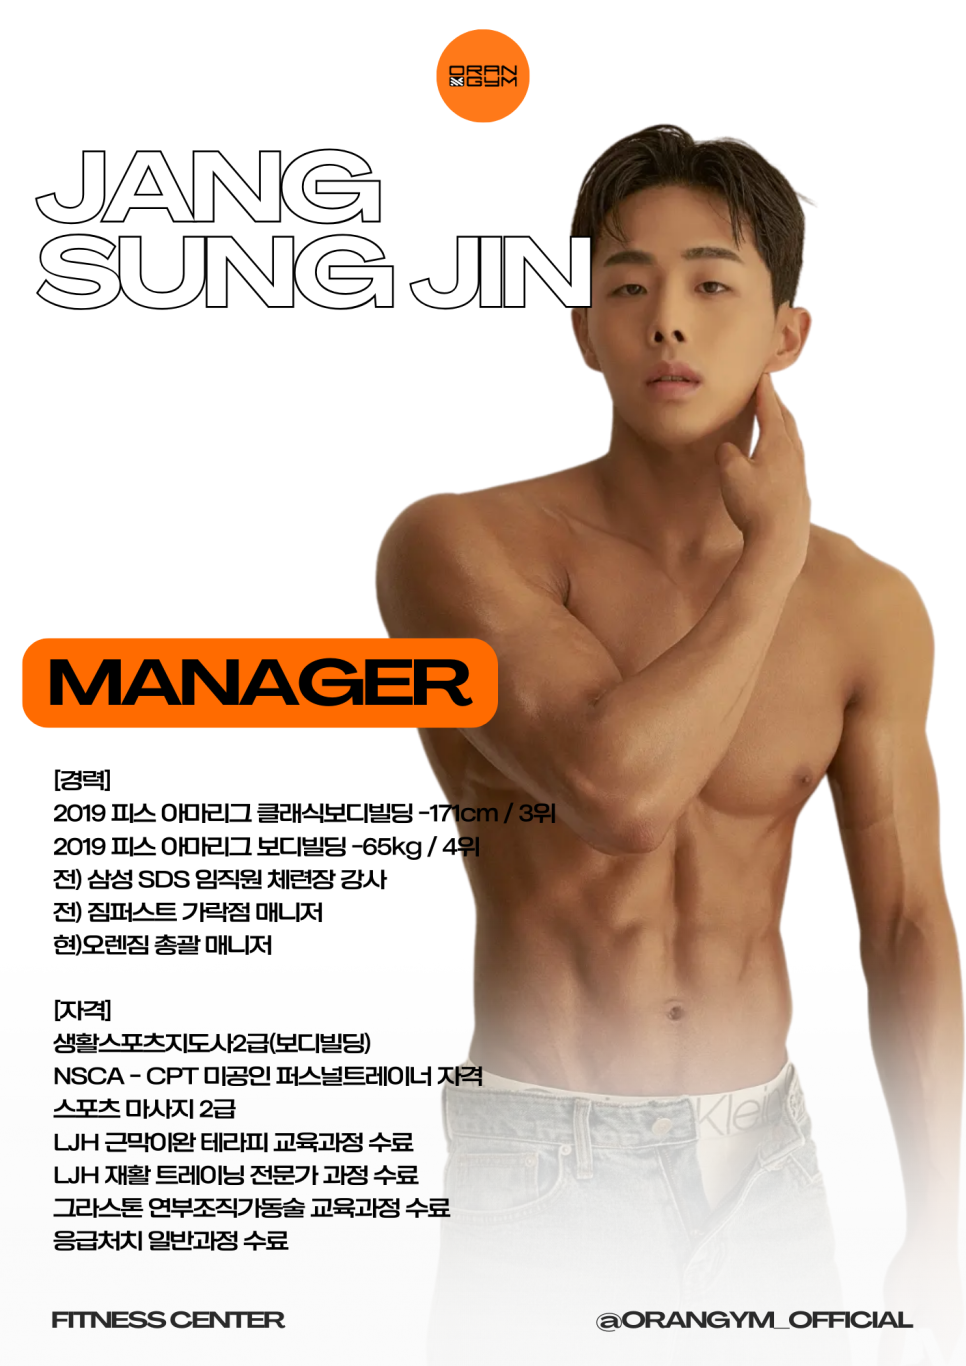 ORAN
GYM
JANG
SUNG JIN
MANAGER
[경력]
2019 피스 아마리그 클래식보디빌딩 -171cm / 3위
2019 피스 아마리그 보디빌딩 -65kg / 4위
전) 삼성 SDS 임직원 체련장 강사
전) 짐퍼스트 가락점 매니저
현)오렌짐 총괄 매니저
[자격]
생활스포츠지도사2급(보디빌딩)
NSCA - CPT 미공인 퍼스널트레이너 자격
스포츠 마사지 2급
LJH 근막이완 테라피 교육과정 수료
LJH 재활 트레이닝 전문가 과정 수료
그라스톤 연부조직가동술 교육과정 수료
응급처치 일반과정 수료
FITNESS CENTER
@ORANGYM_OFFICIAL